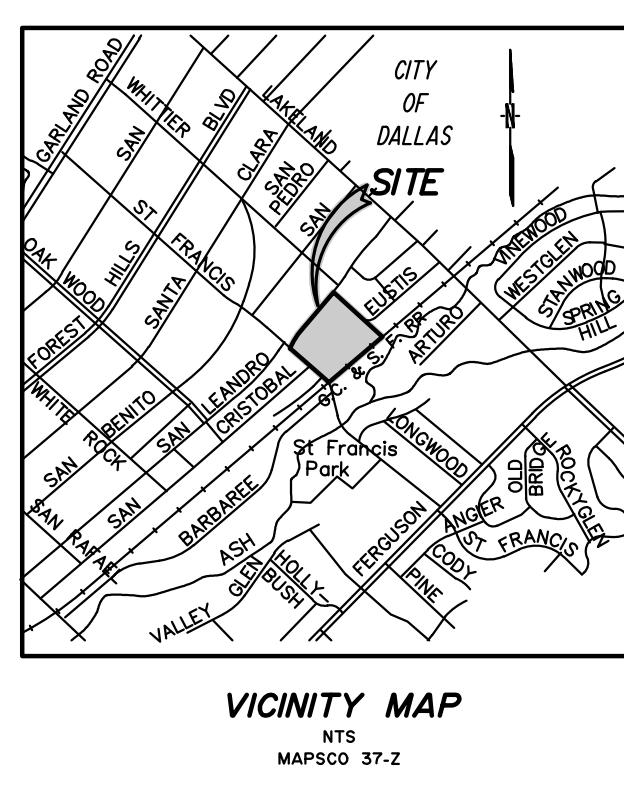 CITY
OF
DALLAS
N
SITE
GARLAND ROAD
WHITTIER
BLVD
LAKELAND
SAN
CLARA
SAN
PEDRO
SAN
ST
FRANCIS
HILLS
SANTA
OAK
WOOD
FOREST
EUSTIS
VINEWOOD
WESTGLEN
STANWOOD
SPRING
HILL
G.C. & S. F. RR
ARTURO
LEANDRO
CRISTOBAL
WHITE
ROCK
BENITO
SAN
SAN
SAN
SAN RAFAEL
BARBAREE
St Francis
Park
LONGWOOD
OLD
BRIDGE
ROCKYGLEN
ANGIER
ST FRANCIS
FERGUSON
CODY
PINE
ASH
GLEN
HOLLY-
BUSH
VALLEY
VICINITY MAP
NTS
MAPSCO 37-Z